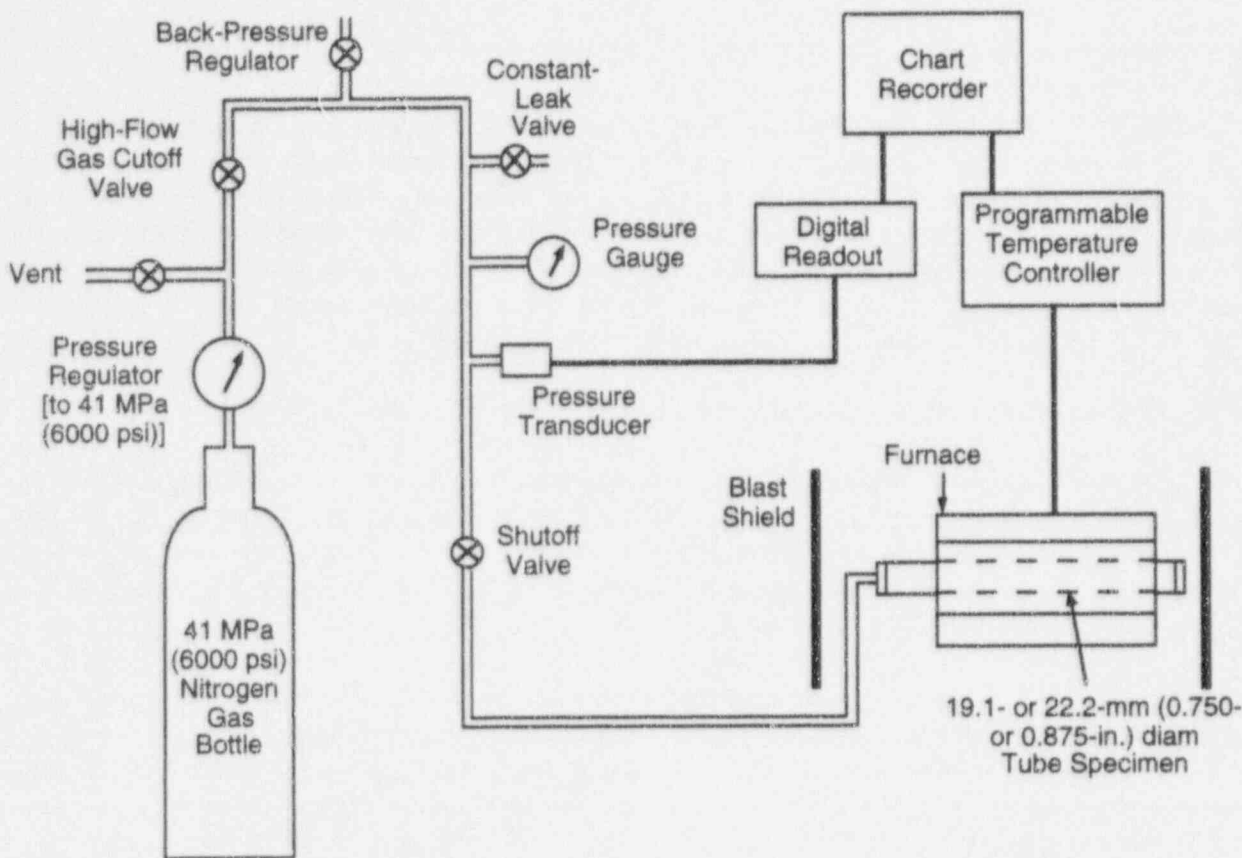 Back-Pressure
Regulator
Constant-
Leak
Valve
Chart
Recorder
High-Flow
Gas Cutoff
Valve
Pressure
Gauge
Digital
Readout
Programmable
Temperature
Controller
Vent
Pressure
Regulator
[to 41 MPa
(6000 psi)]
Pressure
Transducer
Furnace
Blast
Shield
Shutoff
Valve
41 MPa
(6000 psi)
Nitrogen
Gas
Bottle
19.1- or 22.2-mm (0.750-
or 0.875-in.) diam
Tube Specimen